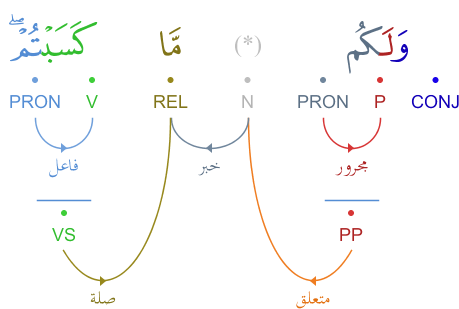 وَلَكُم (*) مَّا كَسَبْتُمْ ۖ
CONJ P PRON N REL V PRON
مجرور خبر فاعل
PP VS
متعلق صلة